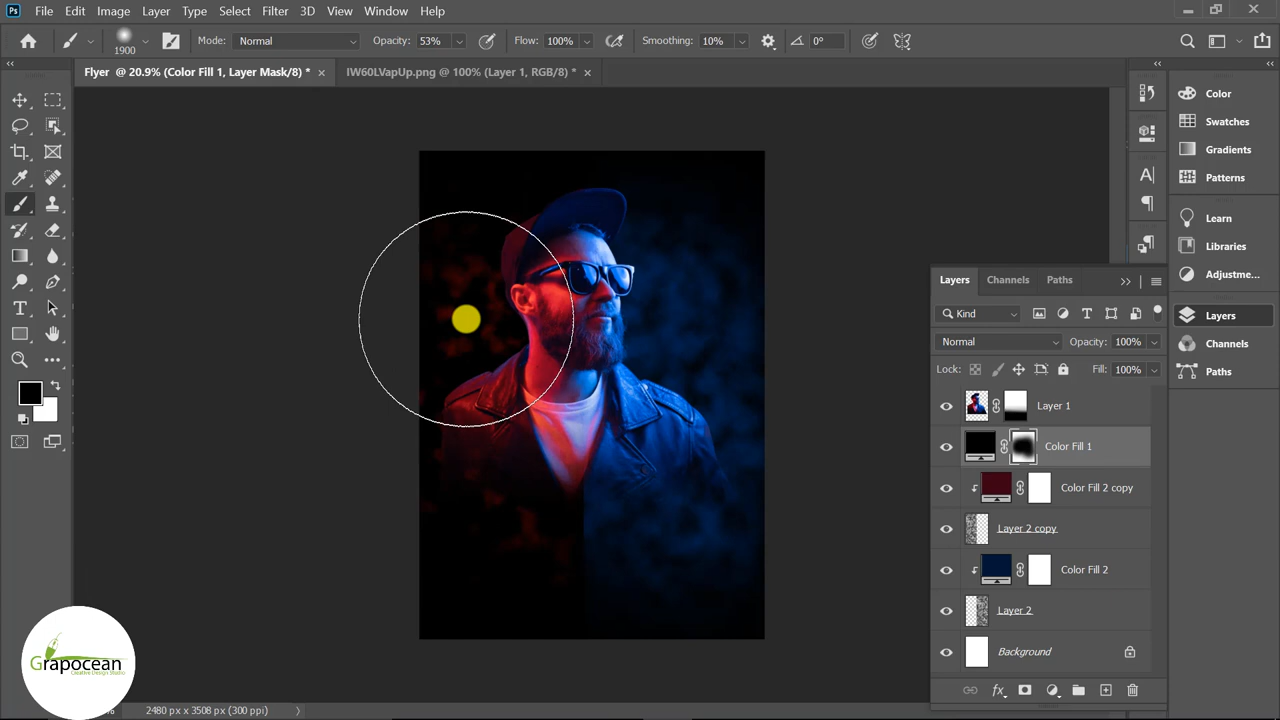 Ps File Edit Image Layer Type Select Filter 3D View Window Help
1900 Mode: Normal Opacity: 53% Flow: 100% Smoothing: 10% 0°
Flyer @ 20.9% (Color Fill 1, Layer Mask/8) * × IW60LVapUp.png @ 100% (Layer 1, RGB/8) * ×
Color
Swatches
Gradients
Patterns
Learn
Libraries
Adjustme...
Layers
Channels
Paths
Layers Channels Paths
Kind
Normal Opacity: 100%
Lock: Fill: 100%
Layer 1
Color Fill 1
Color Fill 2 copy
Layer 2 copy
Color Fill 2
Layer 2
Background
fx
Grapocean
Creative Design Studio
2480 px x 3508 px (300 ppi)